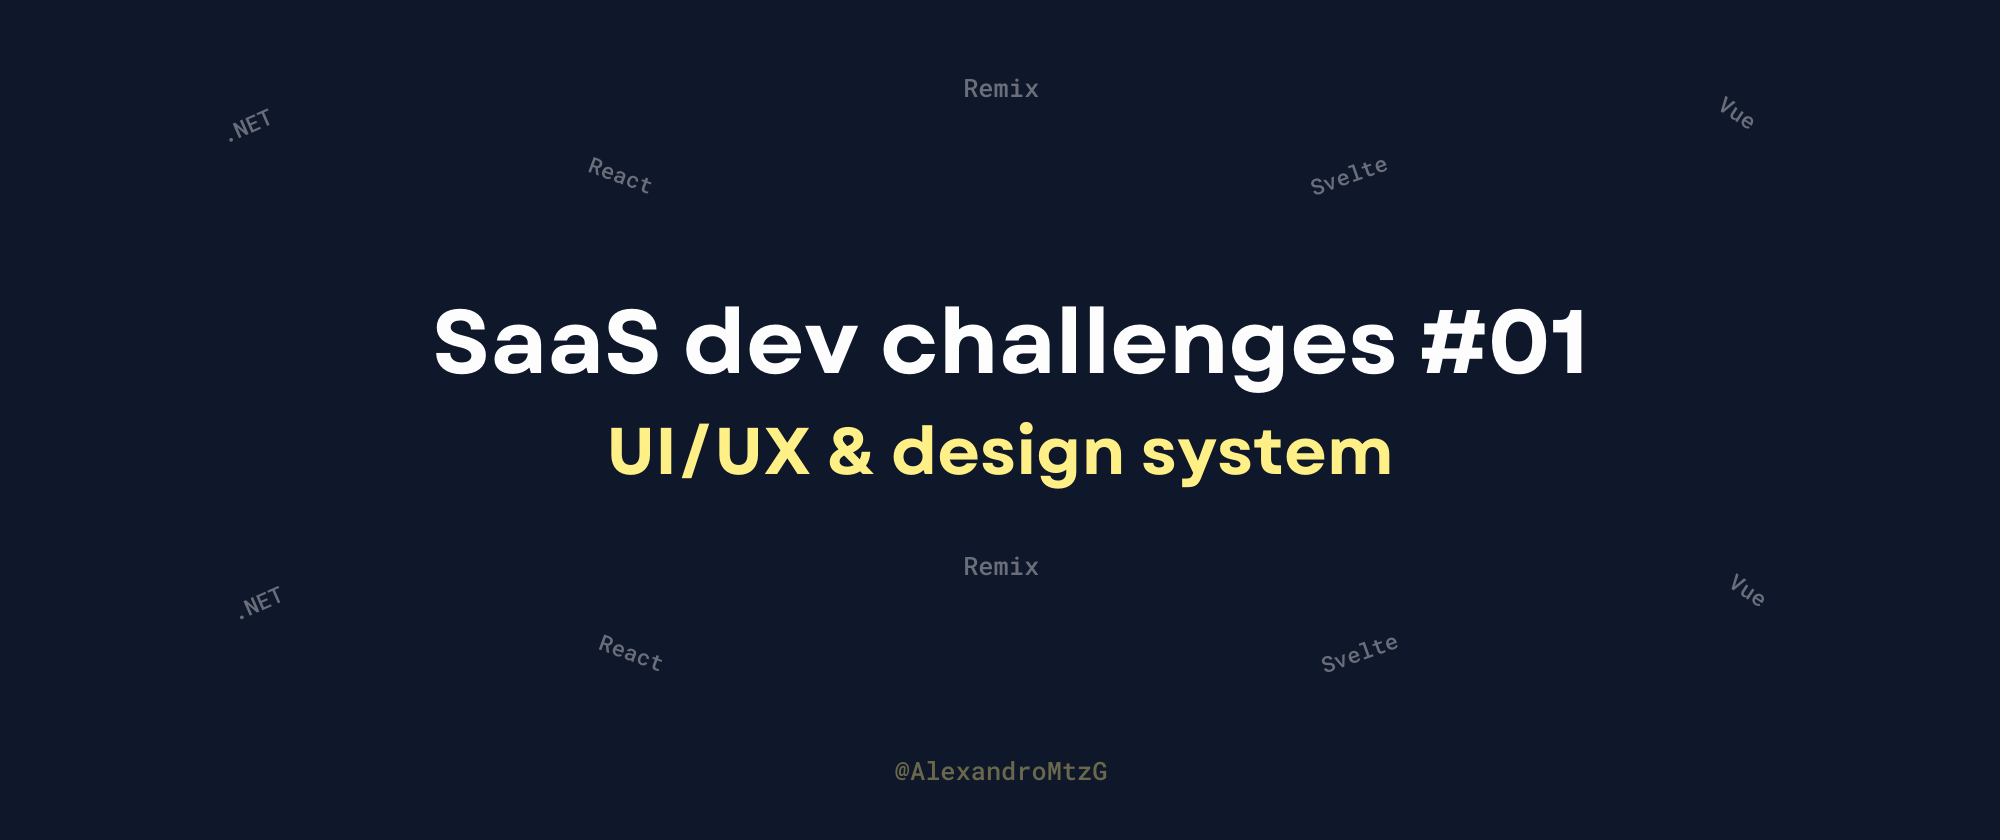 Remix
.NET
Vue
React
Svelte
SaaS dev challenges #01
UI/UX & design system
Remix
.NET
Vue
React
Svelte
@AlexandroMtzG